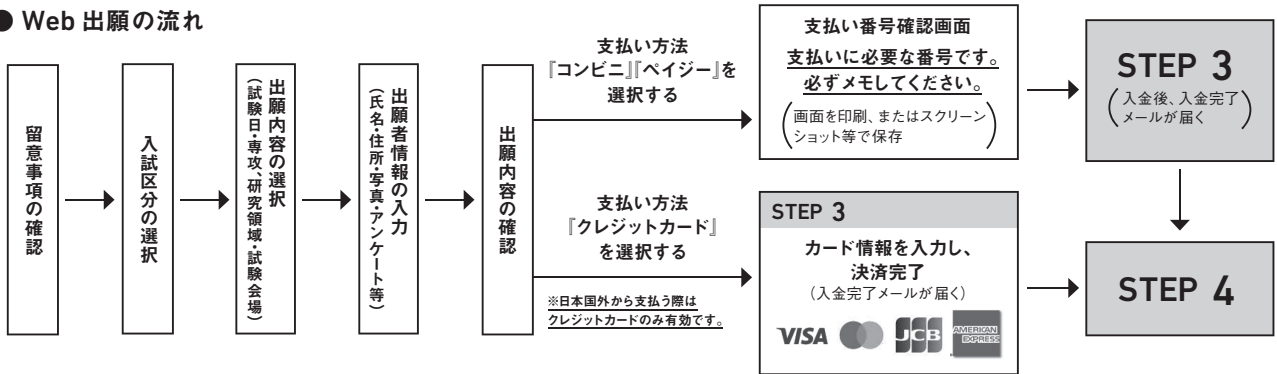 ● Web 出願の流れ
留意事項の確認
入試区分の選択
出願内容の選択
(試験日・専攻、研究領域・試験会場)
出願者情報の入力
(氏名・住所・写真・アンケート等)
出願内容の確認
支払い方法
『コンビニ』『ペイジー』を
選択する
支払い番号確認画面
支払いに必要な番号です。
必ずメモしてください。
(画面を印刷、またはスクリーン
ショット等で保存)
STEP 3
(入金後、入金完了
メールが届く)
支払い方法
『クレジットカード』
を選択する
※日本国外から支払う際は
クレジットカードのみ有効です。
STEP 3
カード情報を入力し、
決済完了
(入金完了メールが届く)
VISA
JCB
AMERICAN
EXPRESS
STEP 4